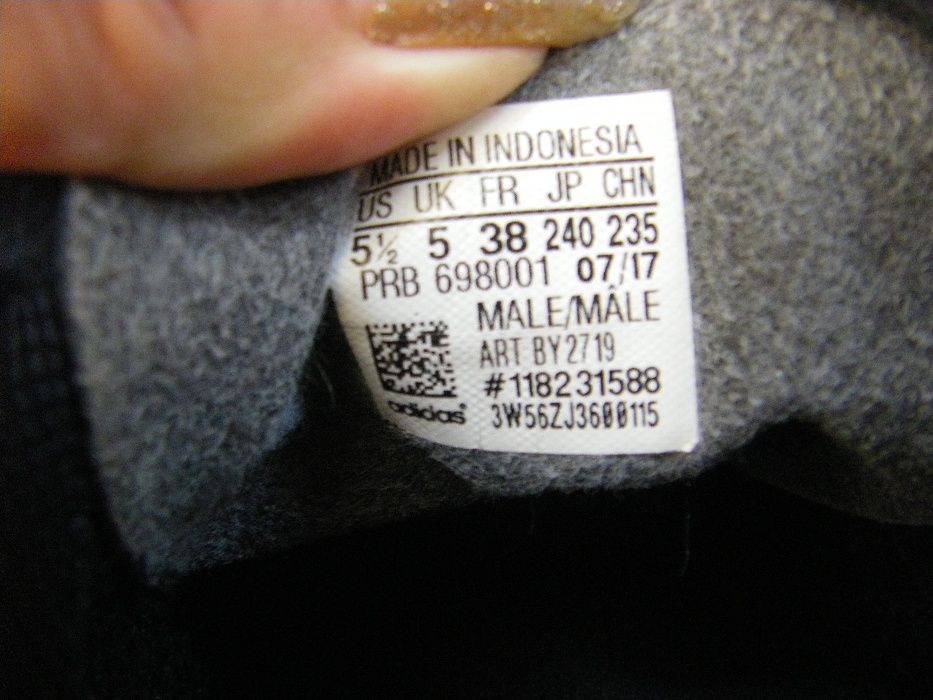 MADE IN INDONESIA
US UK FR JP CHN
5½ 5 38 240 235
PRB 698001 07/17
MALE/MÂLE
ART BY2719
#118231588
adidas® 3W56ZJ3600115